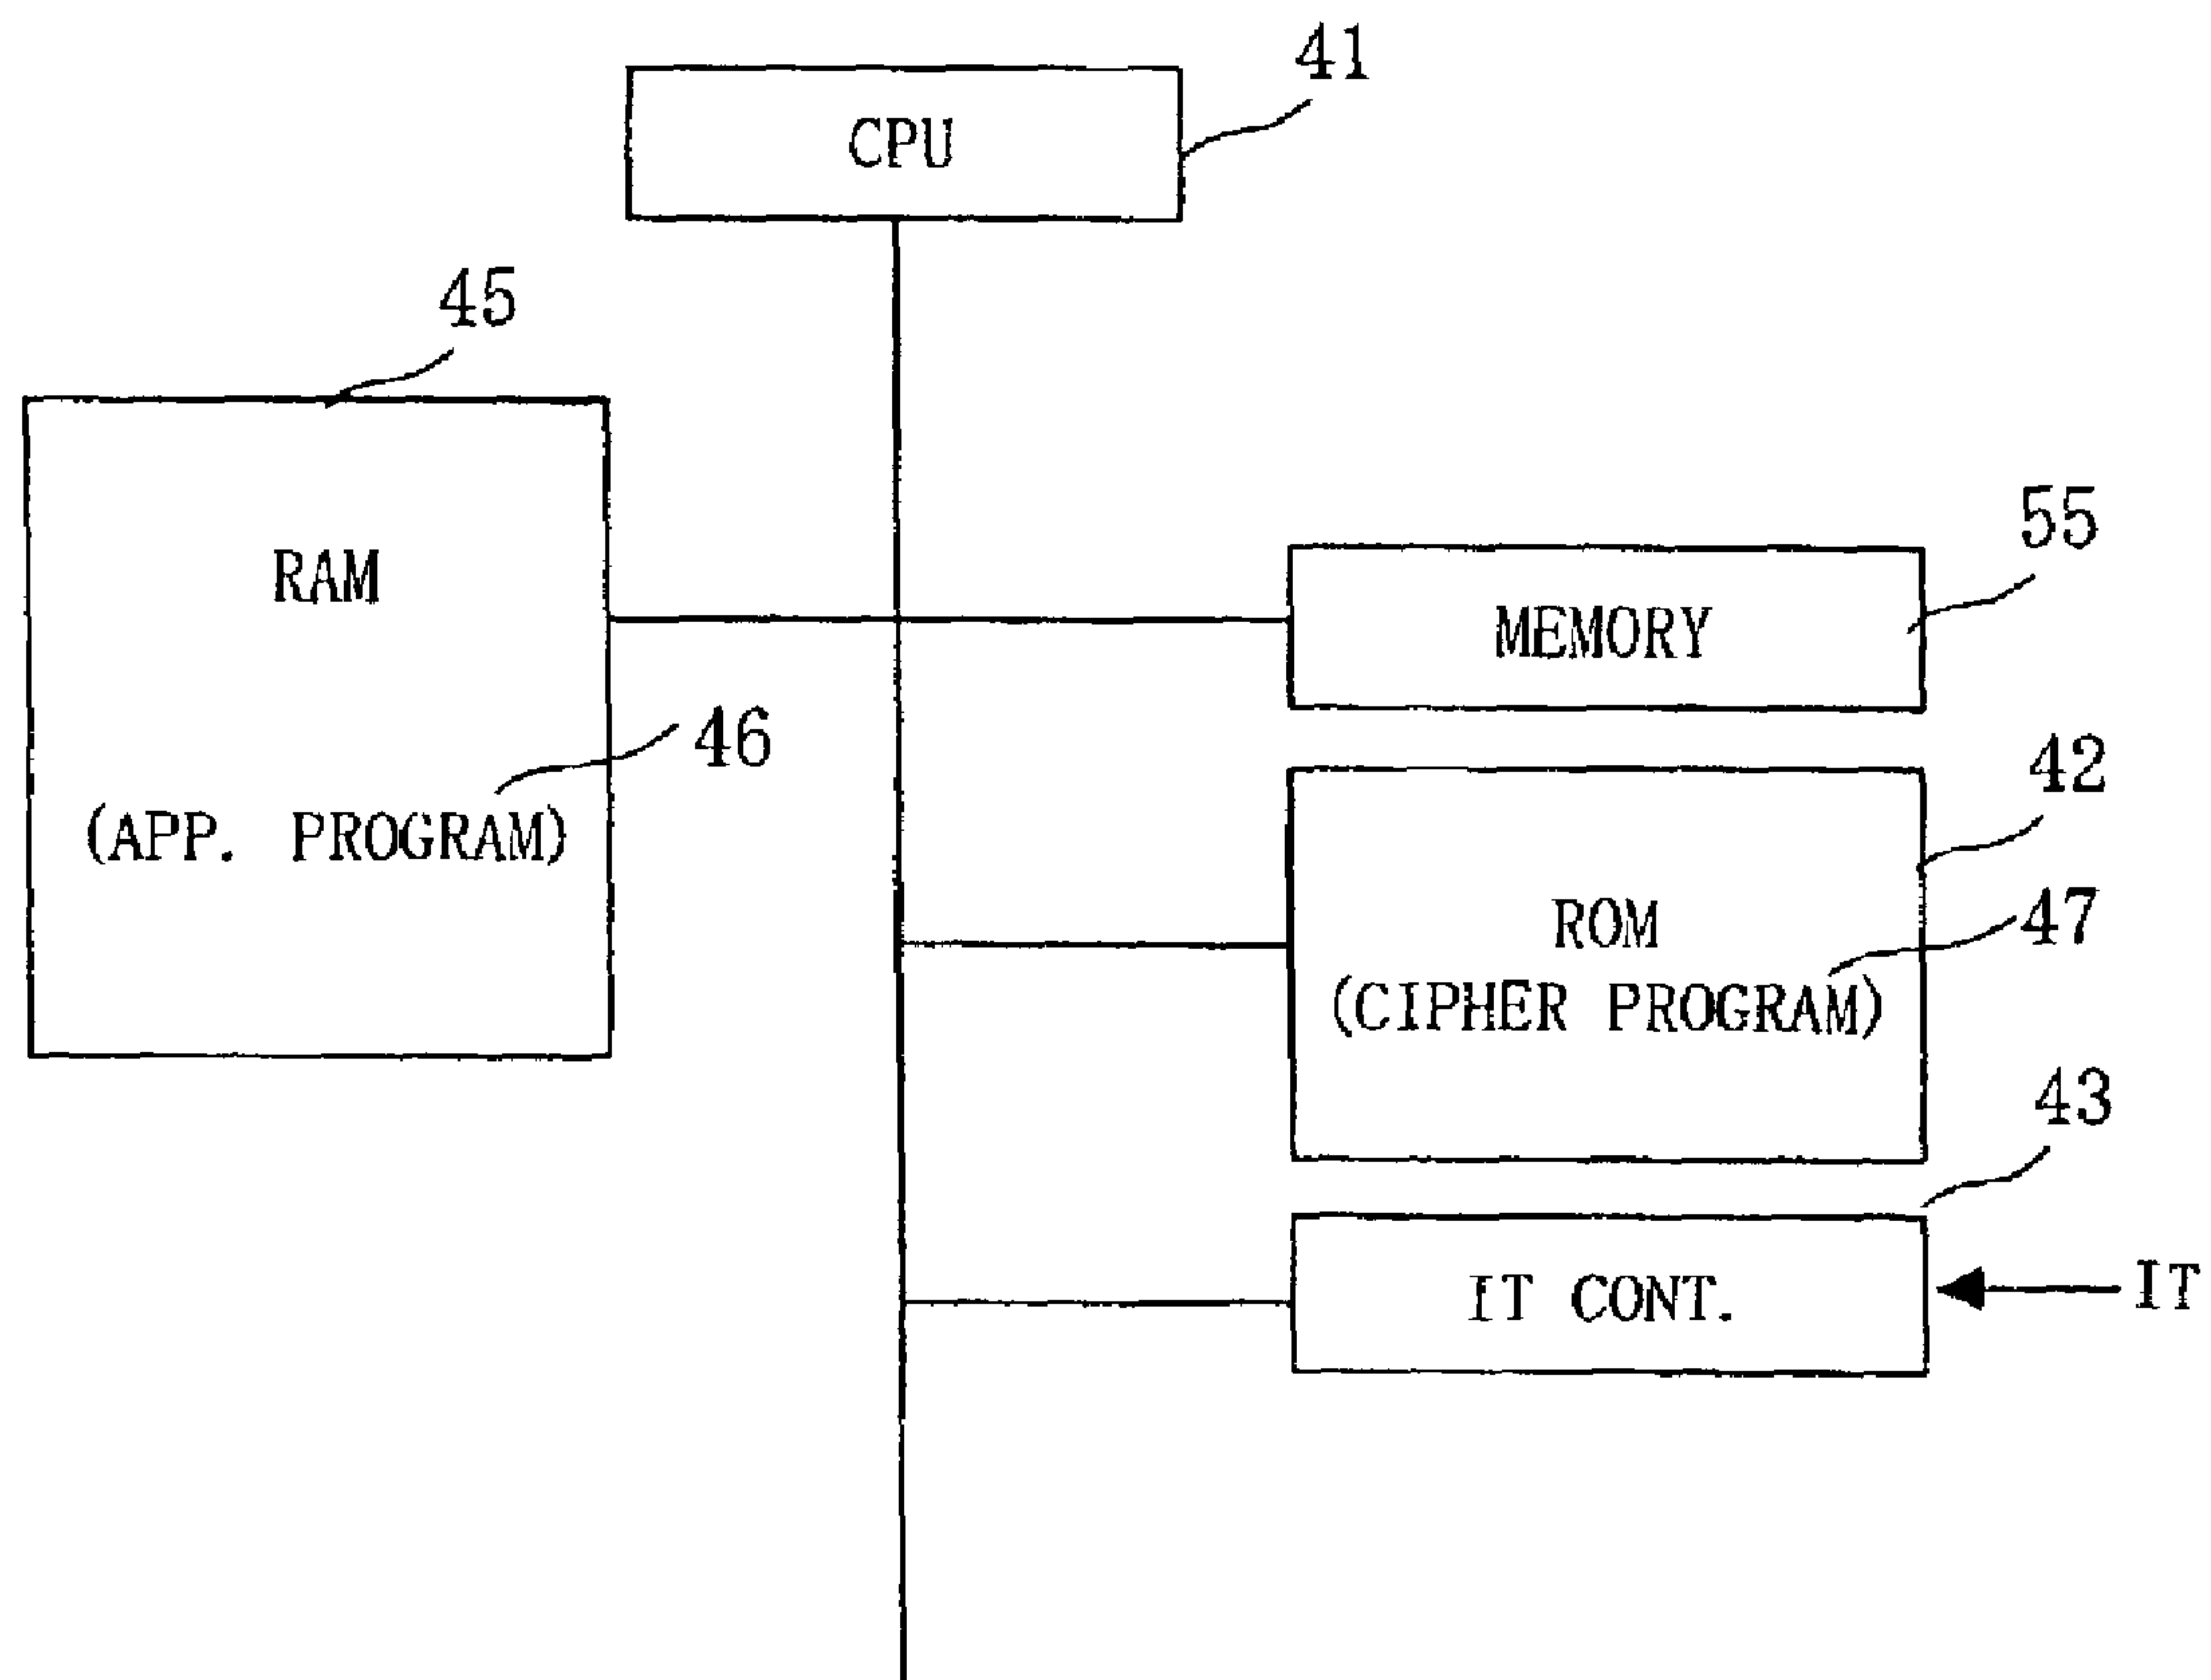 41
CPU
45
RAM
55
MEMORY
46
(APP. PROGRAM)
42
ROM
47
(CIPHER PROGRAM)
43
IT CONT.
IT